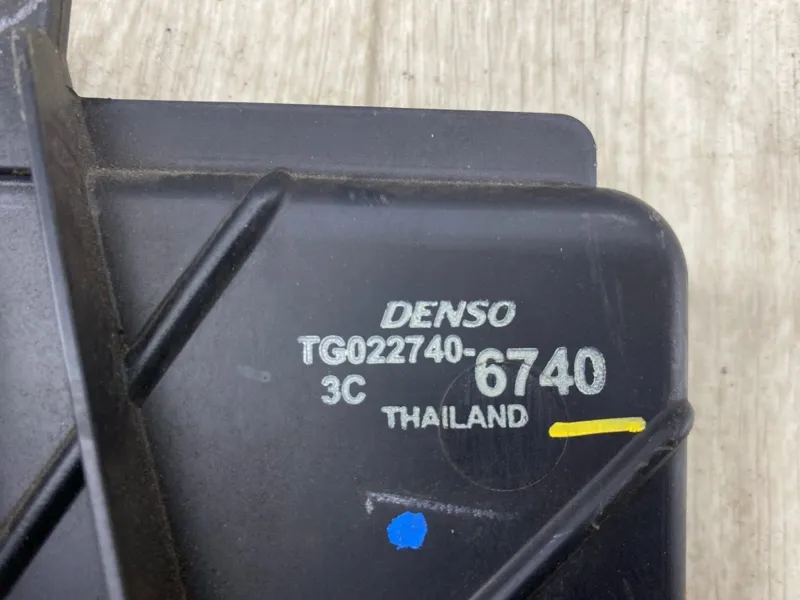 DENSO
TG022740-6740
3C
THAILAND